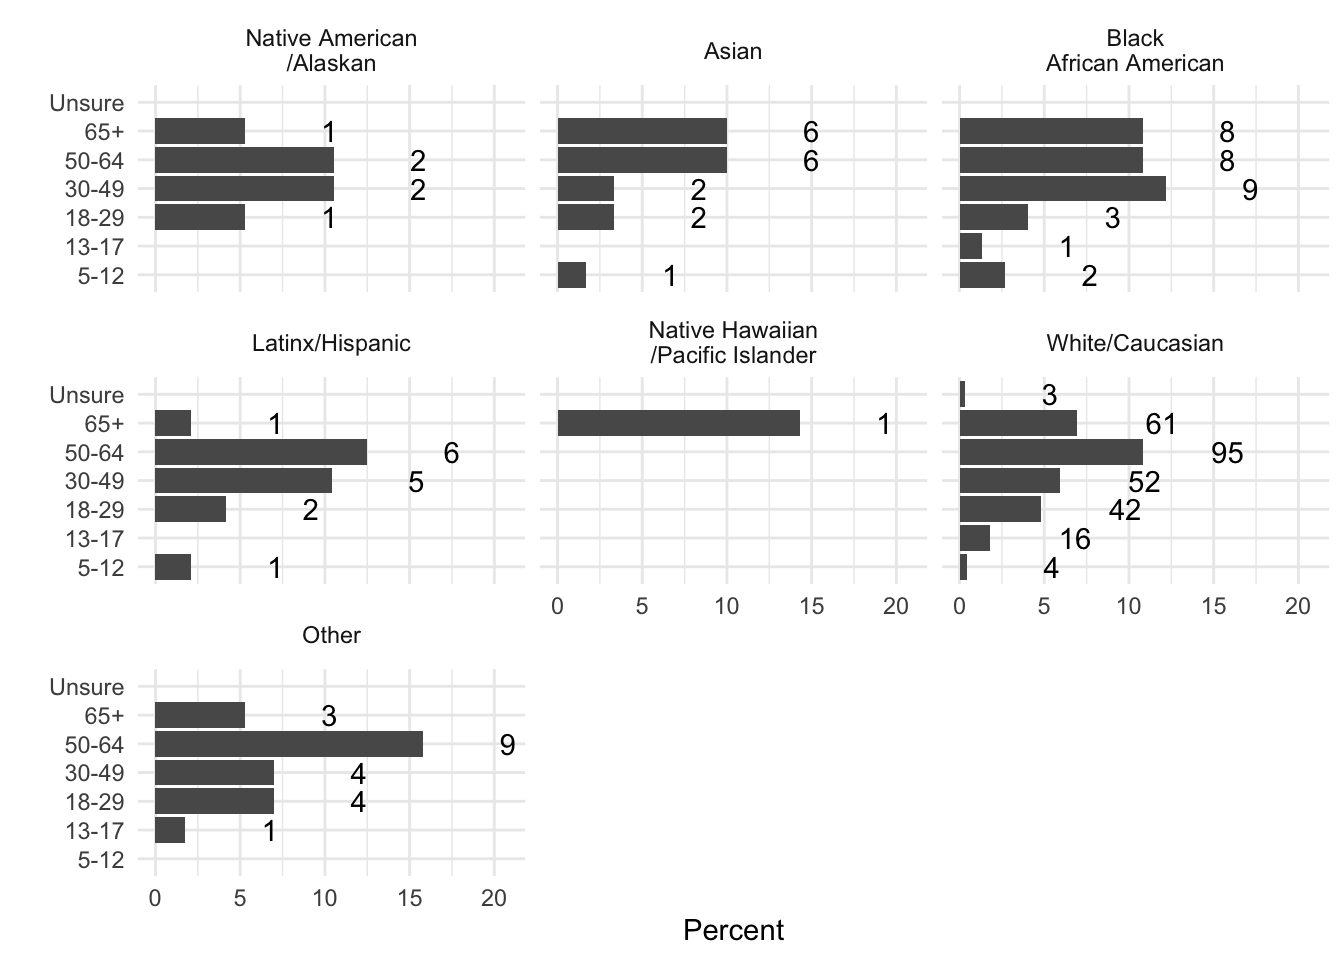 Native American
/Alaskan
Asian
Black
African American
Unsure
65+ 1 6 8
50-64 2 6 8
30-49 2 2 9
18-29 1 2 3
13-17 1
5-12 1 2
Latinx/Hispanic
Native Hawaiian
/Pacific Islander
White/Caucasian
Unsure 3
65+ 1 1 61
50-64 6 95
30-49 5 52
18-29 2 42
13-17 16
5-12 1 4
0 5 10 15 20 0 5 10 15 20
Other
Unsure
65+ 3
50-64 9
30-49 4
18-29 4
13-17 1
5-12
0 5 10 15 20
Percent